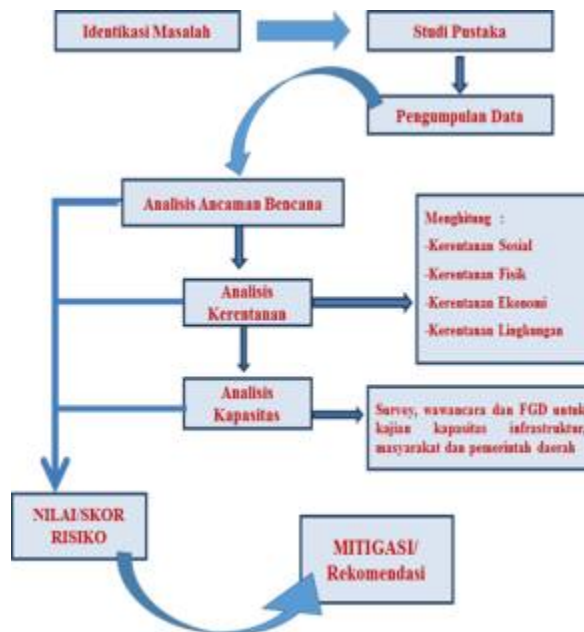 Identikasi Masalah
Studi Pustaka
Pengumpulan Data
Analisis Ancaman Bencana
Menghitung :
-Kerentanan Sosial
-Kerentanan Fisik
-Kerentanan Ekonomi
-Kerentanan Lingkungan
Analisis
Kerentanan
Analisis
Kapasitas
Survey, wawancara dan FGD untuk
kajian kapasitas infrastruktur,
masyarakat dan pemerintah daerah
NILAI/SKOR
RISIKO
MITIGASI/
Rekomendasi